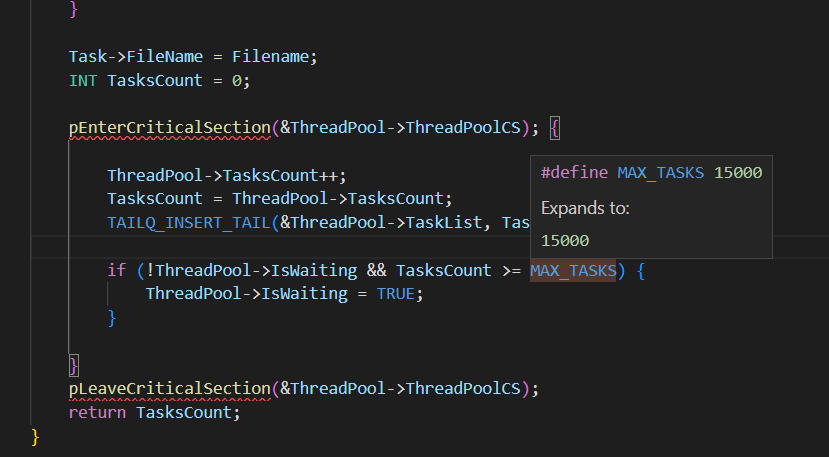 }
Task->FileName = Filename;
INT TasksCount = 0;
pEnterCriticalSection(&ThreadPool->ThreadPoolCS); {
ThreadPool->TasksCount++;
TasksCount = ThreadPool->TasksCount;
TAILQ_INSERT_TAIL(&ThreadPool->TaskList, Tas
#define MAX_TASKS 15000
Expands to:
15000
if (!ThreadPool->IsWaiting && TasksCount >= MAX_TASKS) {
ThreadPool->IsWaiting = TRUE;
}
}
pLeaveCriticalSection(&ThreadPool->ThreadPoolCS);
return TasksCount;
}